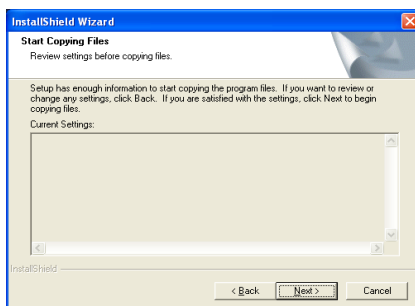 InstallShield Wizard
Start Copying Files
Review settings before copying files.
Setup has enough information to start copying the program files. If you want to review or
change any settings, click Back. If you are satisfied with the settings, click Next to begin
copying files.
Current Settings:
InstallShield
< Back
Next >
Cancel